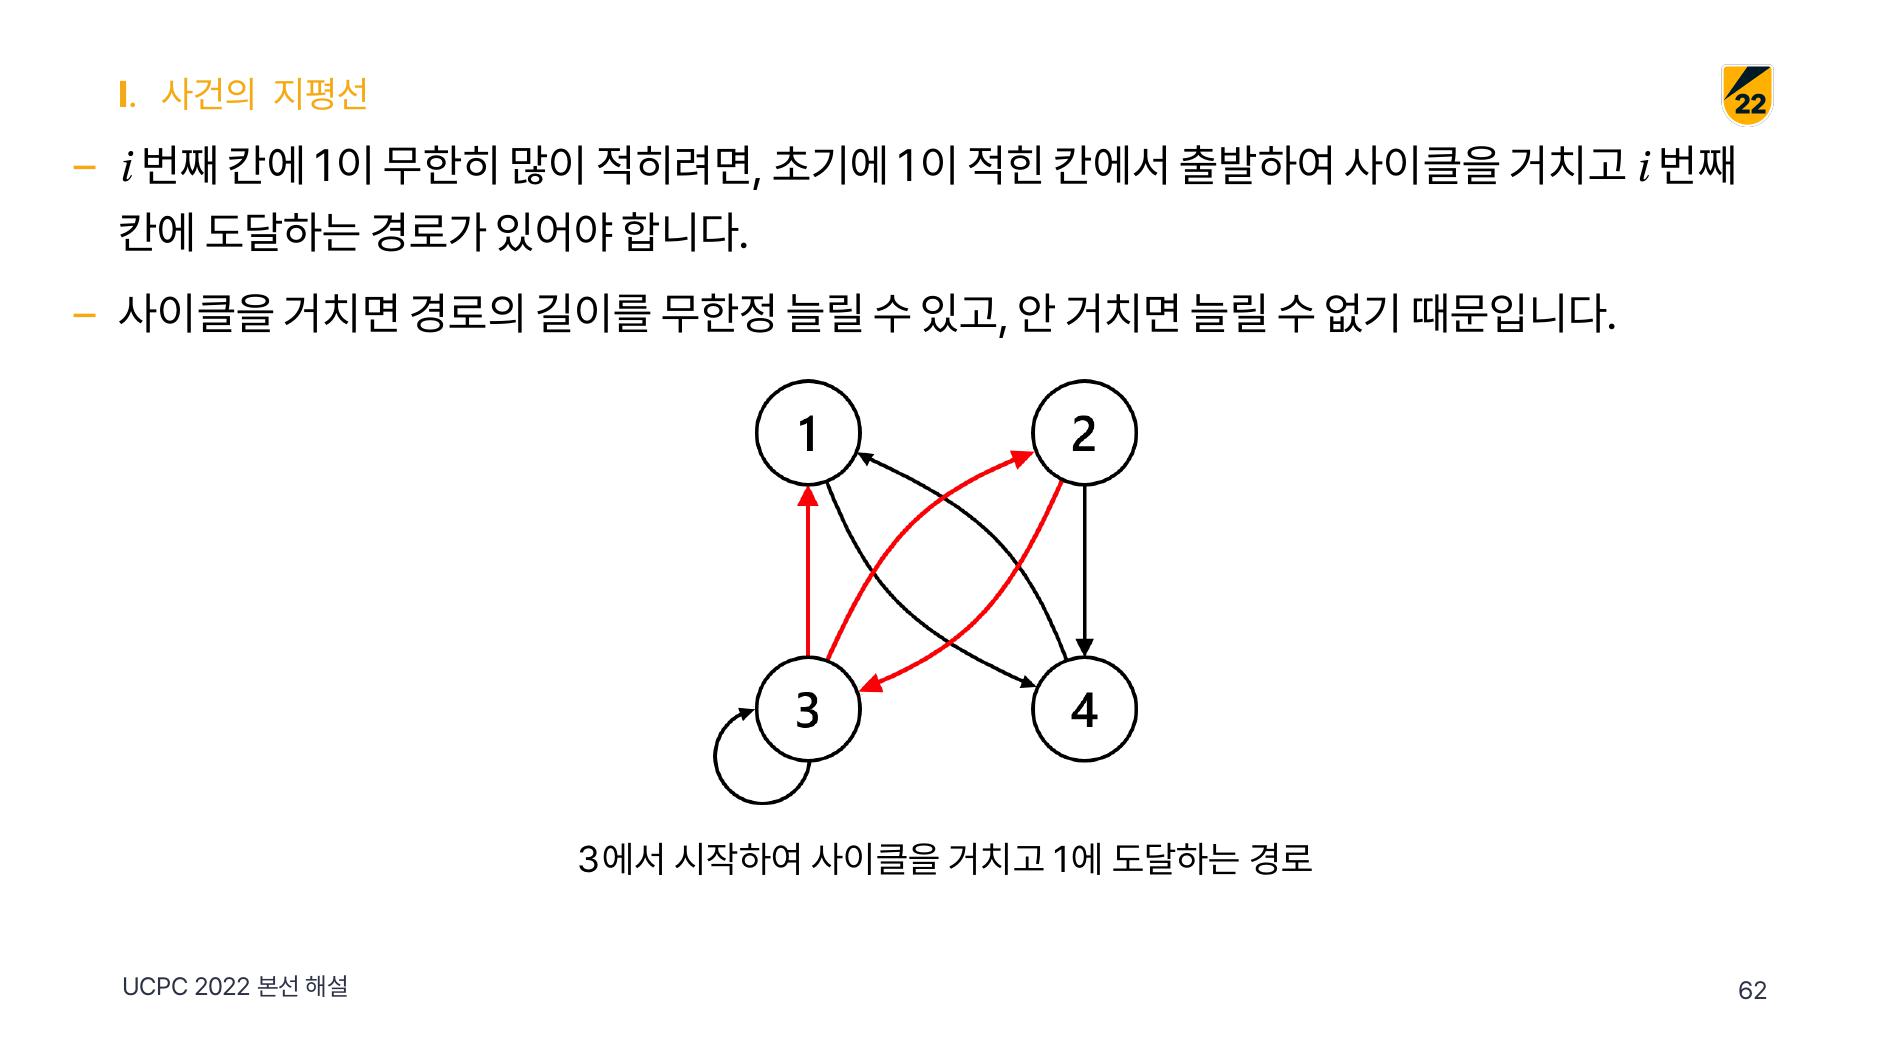 I. 사건의 지평선
22
– i 번째 칸에 1이 무한히 많이 적히려면, 초기에 1이 적힌 칸에서 출발하여 사이클을 거치고 i 번째
칸에 도달하는 경로가 있어야 합니다.
– 사이클을 거치면 경로의 길이를 무한정 늘릴 수 있고, 안 거치면 늘릴 수 없기 때문입니다.
1 2
3 4
3에서 시작하여 사이클을 거치고 1에 도달하는 경로
UCPC 2022 본선 해설
62